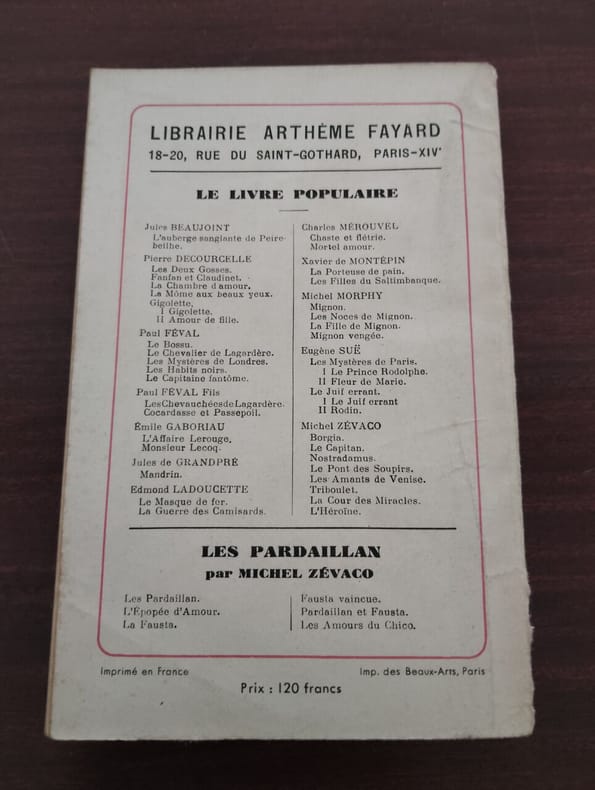 LIBRAIRIE ARTHÈME FAYARD
18-20, RUE DU SAINT-GOTHARD, PARIS-XIVᵉ
LE LIVRE POPULAIRE
Jules BEAUJOINT
L'auberge sanglante de Peire-
beilhe.
Pierre DECOURCELLE
Les Deux Gosses.
Fanfan et Claudinet.
La Chambre d'amour.
La Môme aux beaux yeux.
Gigolette.
I Gigolette.
II Amour de fille.
Paul FÉVAL
Le Bossu.
Le Chevalier de Lagardère.
Les Mystères de Londres.
Les Habits noirs.
Le Capitaine fantôme.
Paul FÉVAL Fils
Les Chevauchées de Lagardère.
Cocardasse et Passepoil.
Émile GABORIAU
L'Affaire Lerouge.
Monsieur Lecoq.
Jules de GRANDPRÉ
Mandrin.
Edmond LADOUCETTE
Le Masque de fer.
La Guerre des Camisards.
Charles MÉROUVEL
Chaste et flétrie.
Mortel amour.
Xavier de MONTÉPIN
La Porteuse de pain.
Les Filles du Saltimbanque.
Michel MORPHY
Mignon.
Les Noces de Mignon.
La Fille de Mignon.
Mignon vengée.
Eugène SUË
Les Mystères de Paris.
I Le Prince Rodolphe.
II Fleur de Marie.
Le Juif errant.
I Le Juif errant
II Rodin.
Michel ZÉVACO
Borgia.
Le Capitan.
Nostradamus.
Le Pont des Soupirs.
Les Amants de Venise.
Triboulet.
La Cour des Miracles.
L'Héroïne.
LES PARDAILLAN
par MICHEL ZÉVACO
Les Pardaillan.
L'Épopée d'Amour.
La Fausta.
Fausta vaincue.
Pardaillan et Fausta.
Les Amours du Chico.
Imprimé en France
Imp. des Beaux-Arts, Paris
Prix : 120 francs